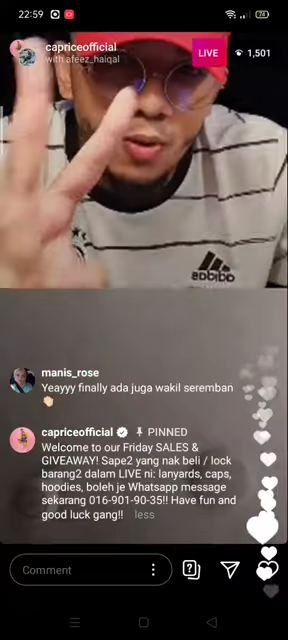 22:59
74
capriceofficial
with afeez_haiqal
LIVE
1,501
adidas
manis_rose
Yeayyy finally ada juga wakil seremban
👏🏻
capriceofficial PINNED
Welcome to our Friday SALES &
GIVEAWAY! Sape2 yang nak beli / lock
barang2 dalam LIVE ni: lanyards, caps,
hoodies, boleh je Whatsapp message
sekarang 016-901-90-35!! Have fun and
good luck gang!! less
Comment